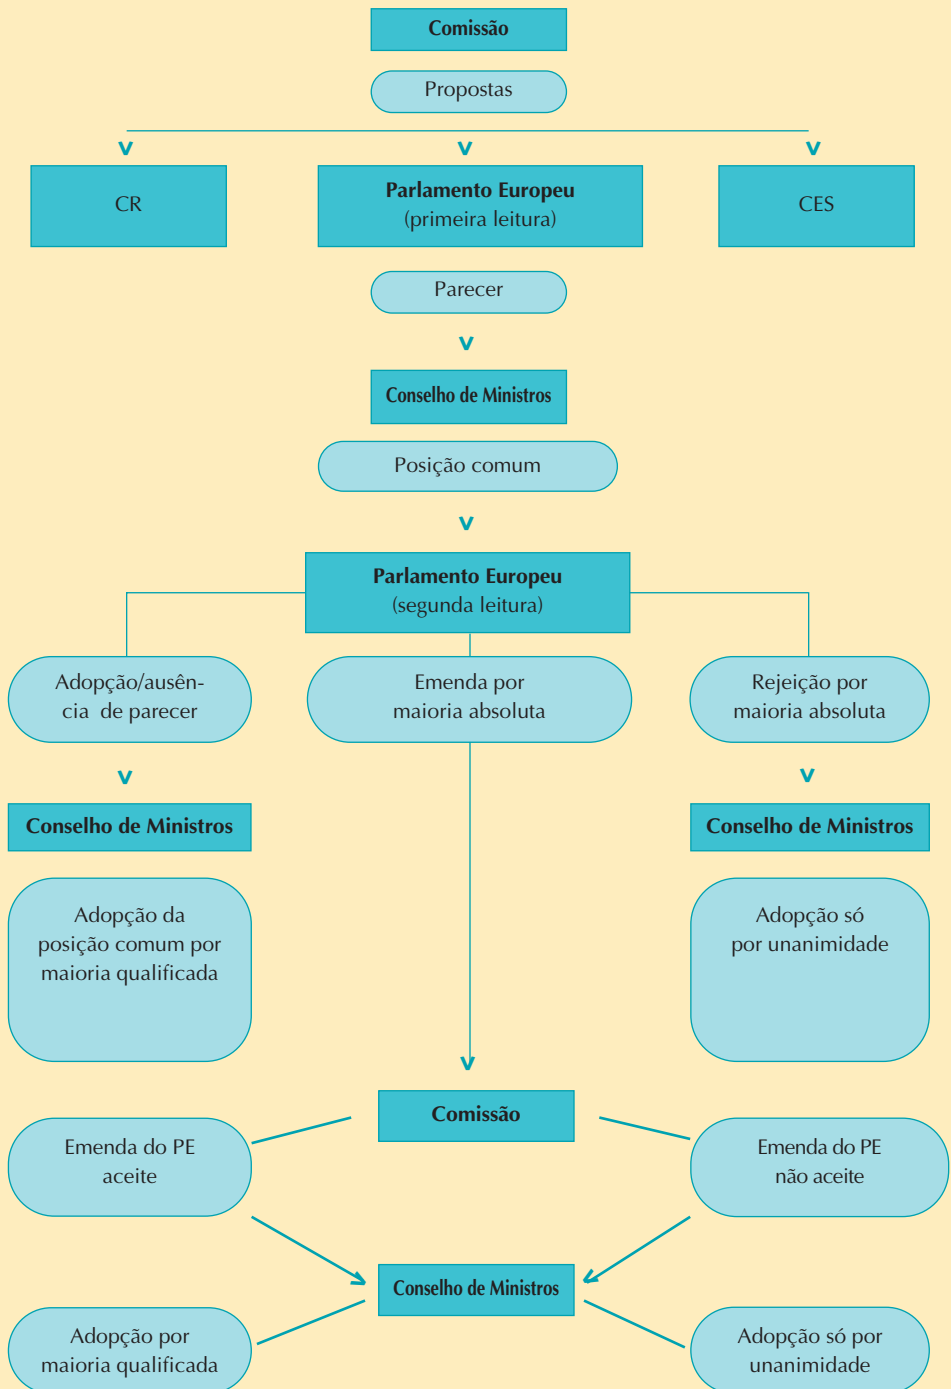 Comissão
Propostas
CR
Parlamento Europeu
(primeira leitura)
CES
Parecer
Conselho de Ministros
Posição comum
Parlamento Europeu
(segunda leitura)
Adopção/ausên-
cia de parecer
Emenda por
maioria absoluta
Rejeição por
maioria absoluta
Conselho de Ministros
Conselho de Ministros
Adopção da
posição comum por
maioria qualificada
Adopção só
por unanimidade
Comissão
Emenda do PE
aceite
Emenda do PE
não aceite
Conselho de Ministros
Adopção por
maioria qualificada
Adopção só por
unanimidade